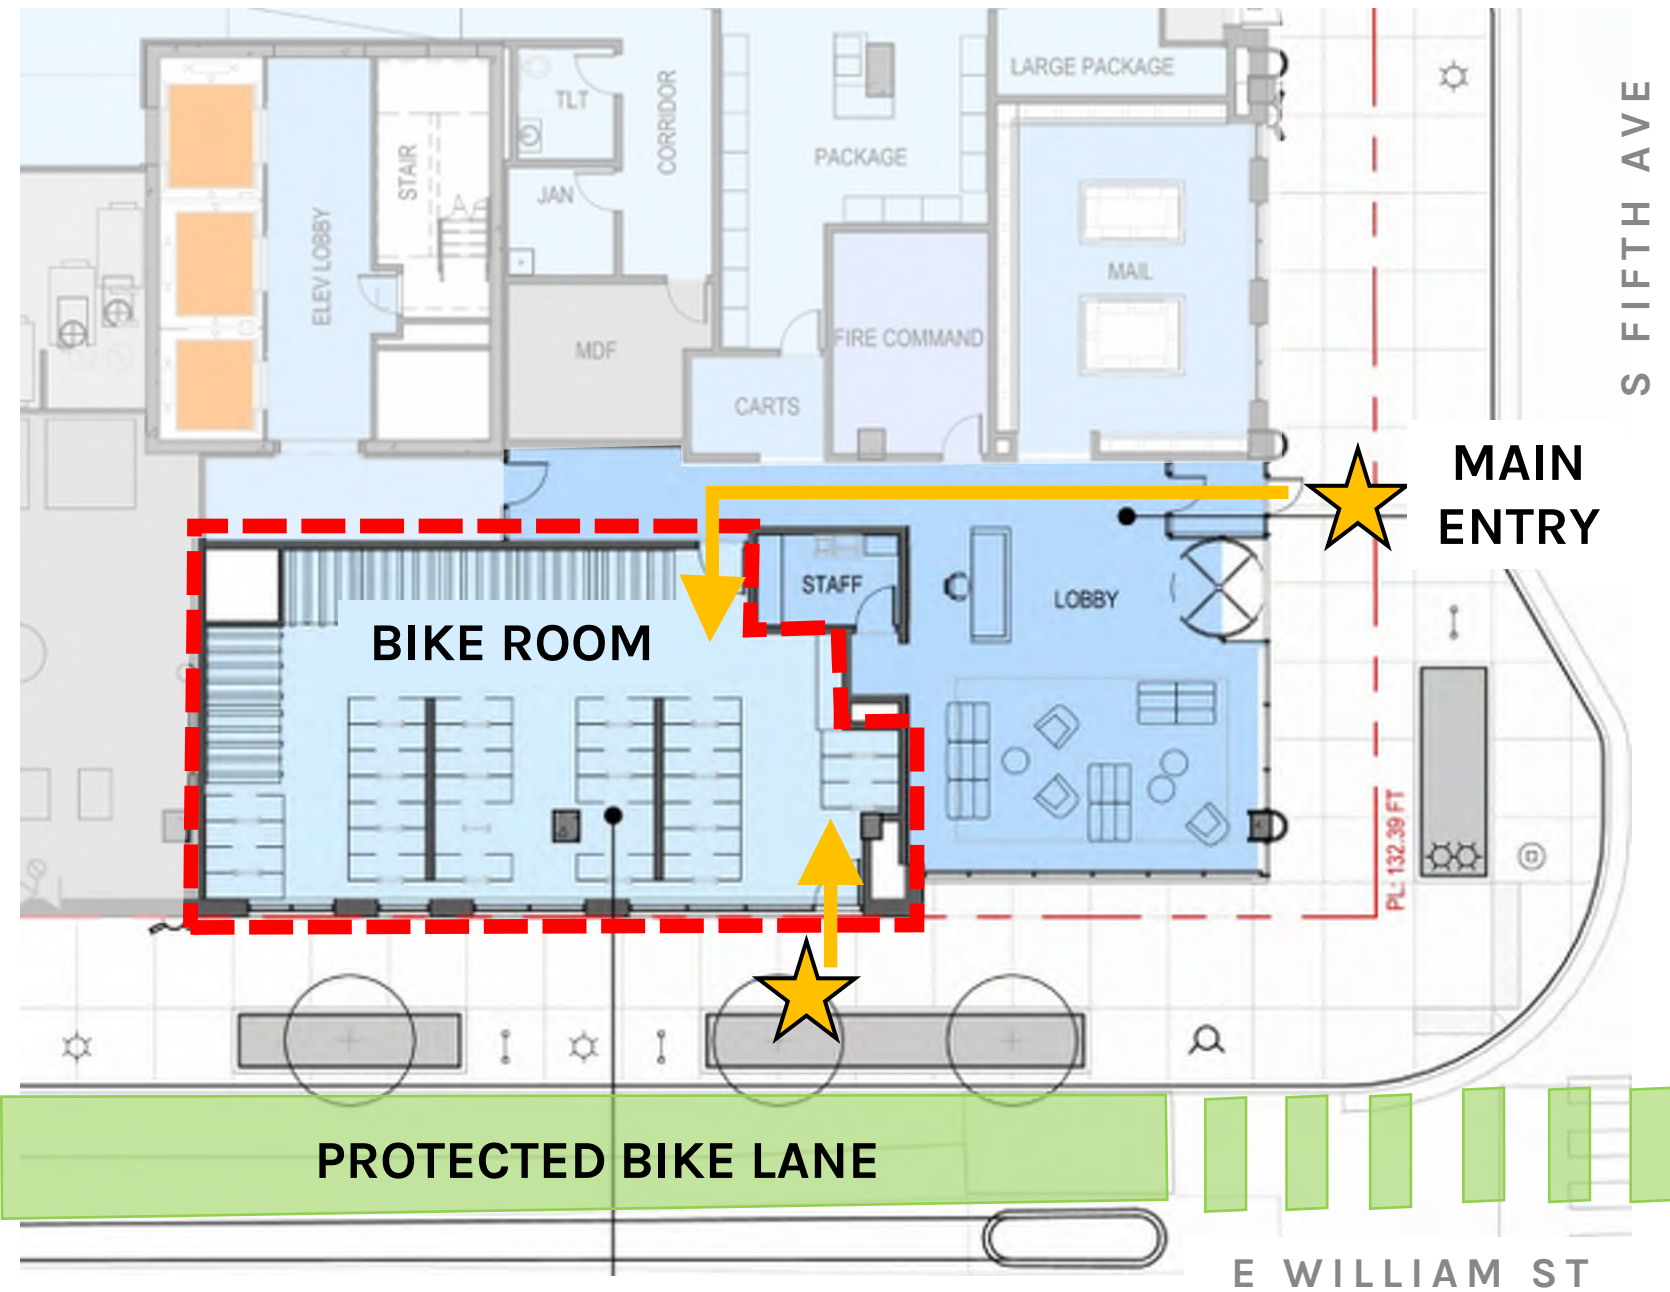 LARGE PACKAGE
TLT
CORRIDOR
PACKAGE
STAIR
JAN
ELEV LOBBY
MAIL
FIRE COMMAND
MDF
CARTS
S FIFTH AVE
MAIN
ENTRY
STAFF
LOBBY
BIKE ROOM
PL: 132.39 FT
PROTECTED BIKE LANE
E WILLIAM ST